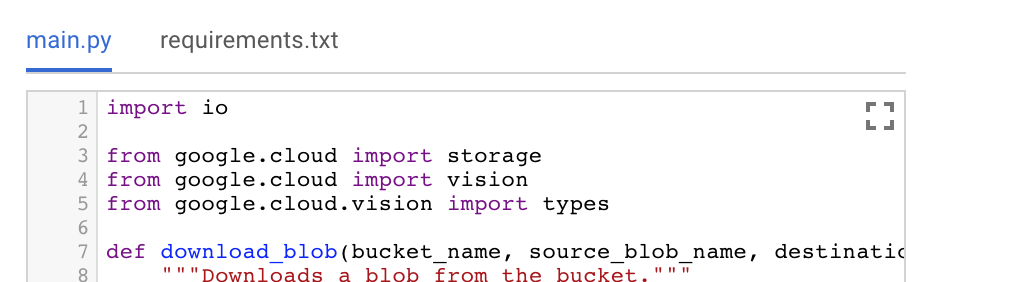 main.py requirements.txt
1 import io
2
3 from google.cloud import storage
4 from google.cloud import vision
5 from google.cloud.vision import types
6
7 def download_blob(bucket_name, source_blob_name, destinatio
8 """Downloads a blob from the bucket."""